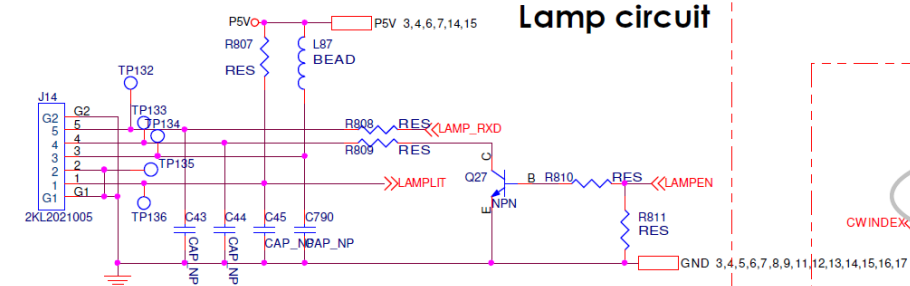 Lamp circuit
P5V
P5V 3,4,6,7,14,15
R807
RES
L87
BEAD
TP132
J14
TP133
TP134
G2 G2
5 5
4 4
3 3
2 2
1 1
G1 G1
2KL2021005
TP135
TP136
R808 RES
LAMP_RXD
R809 RES
LAMPLIT
C
Q27
B
R810 RES
LAMPEN
E
NPN
R811
RES
C43
CAP_NP
C44
CAP_NP
C45
CAP_NP
C790
CAP_NP
CWINDEX
GND 3,4,5,6,7,8,9,11,12,13,14,15,16,17